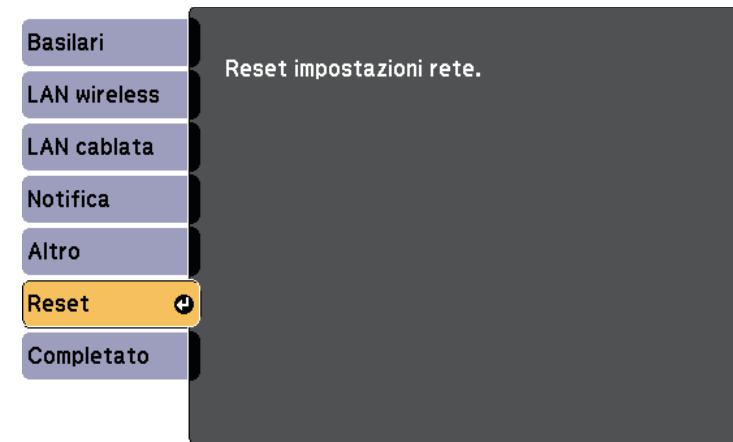 Basilari
LAN wireless
LAN cablata
Notifica
Altro
Reset
Completato
Reset impostazioni rete.